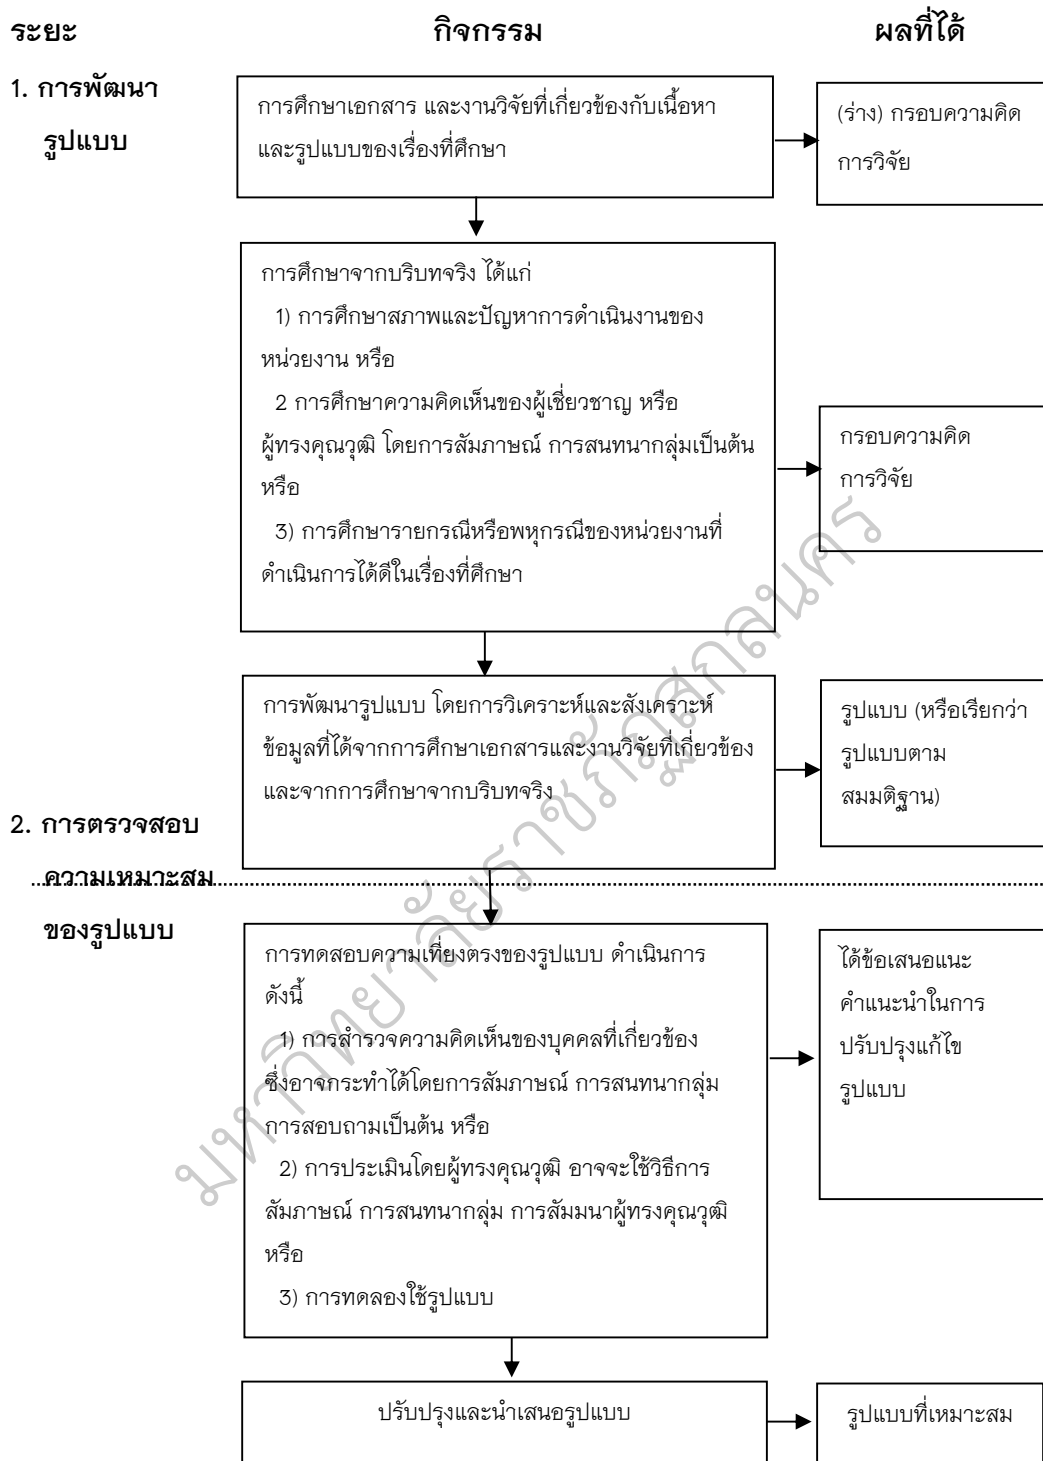 ระยะ กิจกรรม ผลที่ได้
1. การพัฒนา
รูปแบบ
การศึกษาเอกสาร และงานวิจัยที่เกี่ยวข้องกับเนื้อหา
และรูปแบบของเรื่องที่ศึกษา
(ร่าง) กรอบความคิด
การวิจัย
การศึกษาจากบริบทจริง ได้แก่
1) การศึกษาสภาพและปัญหาการดำเนินงานของ
หน่วยงาน หรือ
2 การศึกษาความคิดเห็นของผู้เชี่ยวชาญ หรือ
ผู้ทรงคุณวุฒิ โดยการสัมภาษณ์ การสนทนากลุ่มเป็นต้น
หรือ
3) การศึกษารายกรณีหรือพหุกรณีของหน่วยงานที่
ดำเนินการได้ดีในเรื่องที่ศึกษา
กรอบความคิด
การวิจัย
การพัฒนารูปแบบ โดยการวิเคราะห์และสังเคราะห์
ข้อมูลที่ได้จากการศึกษาเอกสารและงานวิจัยที่เกี่ยวข้อง
และจากการศึกษาจากบริบทจริง
รูปแบบ (หรือเรียกว่า
รูปแบบตาม
สมมติฐาน)
2. การตรวจสอบ
ความเหมาะสม
ของรูปแบบ
การทดสอบความเที่ยงตรงของรูปแบบ ดำเนินการ
ดังนี้
1) การสำรวจความคิดเห็นของบุคคลที่เกี่ยวข้อง
ซึ่งอาจกระทำได้โดยการสัมภาษณ์ การสนทนากลุ่ม
การสอบถามเป็นต้น หรือ
2) การประเมินโดยผู้ทรงคุณวุฒิ อาจจะใช้วิธีการ
สัมภาษณ์ การสนทนากลุ่ม การสัมมนาผู้ทรงคุณวุฒิ
หรือ
3) การทดลองใช้รูปแบบ
ได้ข้อเสนอแนะ
คำแนะนำในการ
ปรับปรุงแก้ไข
รูปแบบ
ปรับปรุงและนำเสนอรูปแบบ
รูปแบบที่เหมาะสม
มหาวิทยาลัยราชภัฏสกลนคร